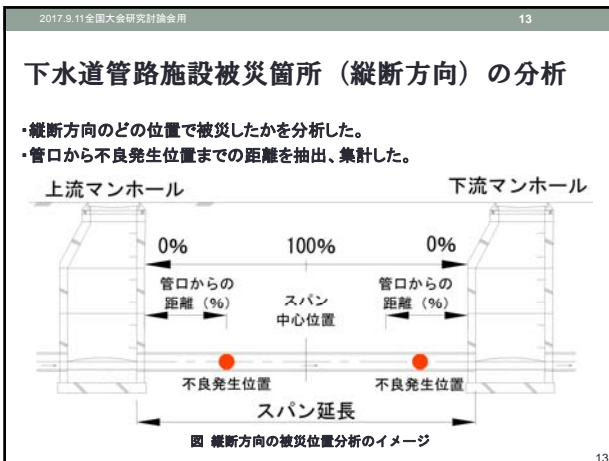 2017.9.11全国大会研究討論会用
13
下水道管路施設被災箇所（縦断方向）の分析
・縦断方向のどの位置で被災したかを分析した。
・管口から不良発生位置までの距離を抽出、集計した。
上流マンホール
下流マンホール
0%
100%
0%
管口からの
距離（%）
スパン
中心位置
管口からの
距離（%）
不良発生位置
不良発生位置
スパン延長
図 縦断方向の被災位置分析のイメージ
13